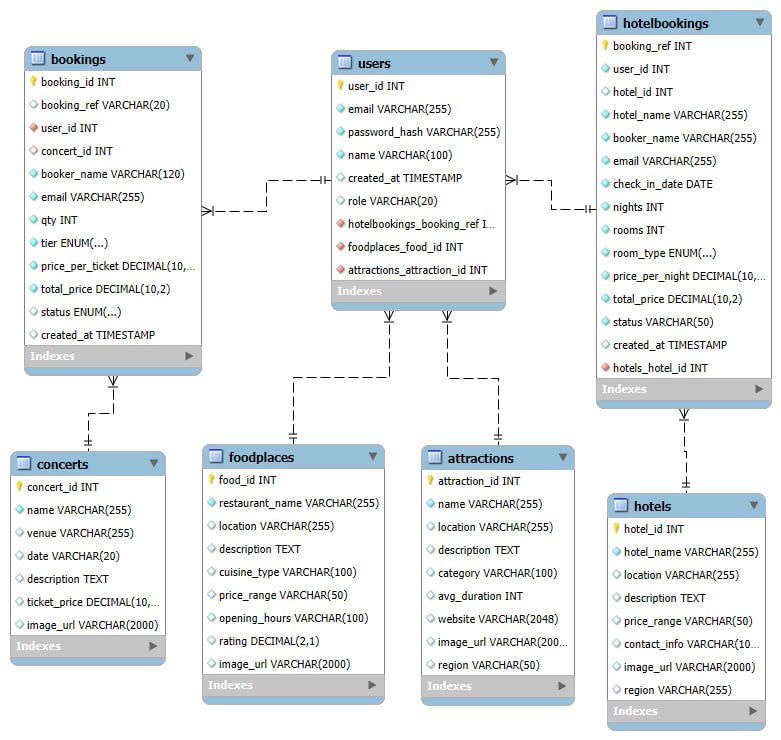 bookings
booking_id INT
booking_ref VARCHAR(20)
user_id INT
concert_id INT
booker_name VARCHAR(120)
email VARCHAR(255)
qty INT
tier ENUM(...)
price_per_ticket DECIMAL(10,...
total_price DECIMAL(10,2)
status ENUM(...)
created_at TIMESTAMP
Indexes
users
user_id INT
email VARCHAR(255)
password_hash VARCHAR(255)
name VARCHAR(100)
created_at TIMESTAMP
role VARCHAR(20)
hotelbookings_booking_ref I...
foodplaces_food_id INT
attractions_attraction_id INT
Indexes
hotelbookings
booking_ref INT
user_id INT
hotel_id INT
hotel_name VARCHAR(255)
booker_name VARCHAR(255)
email VARCHAR(255)
check_in_date DATE
nights INT
rooms INT
room_type ENUM(...)
price_per_night DECIMAL(10,...
total_price DECIMAL(10,2)
status VARCHAR(50)
created_at TIMESTAMP
hotels_hotel_id INT
Indexes
concerts
concert_id INT
name VARCHAR(255)
venue VARCHAR(255)
date VARCHAR(20)
description TEXT
ticket_price DECIMAL(10,...
image_url VARCHAR(2000)
Indexes
foodplaces
food_id INT
restaurant_name VARCHAR(255)
location VARCHAR(255)
description TEXT
cuisine_type VARCHAR(100)
price_range VARCHAR(50)
opening_hours VARCHAR(100)
rating DECIMAL(2,1)
image_url VARCHAR(2000)
Indexes
attractions
attraction_id INT
name VARCHAR(255)
location VARCHAR(255)
description TEXT
category VARCHAR(100)
avg_duration INT
website VARCHAR(2048)
image_url VARCHAR(200...
region VARCHAR(50)
Indexes
hotels
hotel_id INT
hotel_name VARCHAR(255)
location VARCHAR(255)
description TEXT
price_range VARCHAR(50)
contact_info VARCHAR(10...
image_url VARCHAR(2000)
region VARCHAR(255)
Indexes